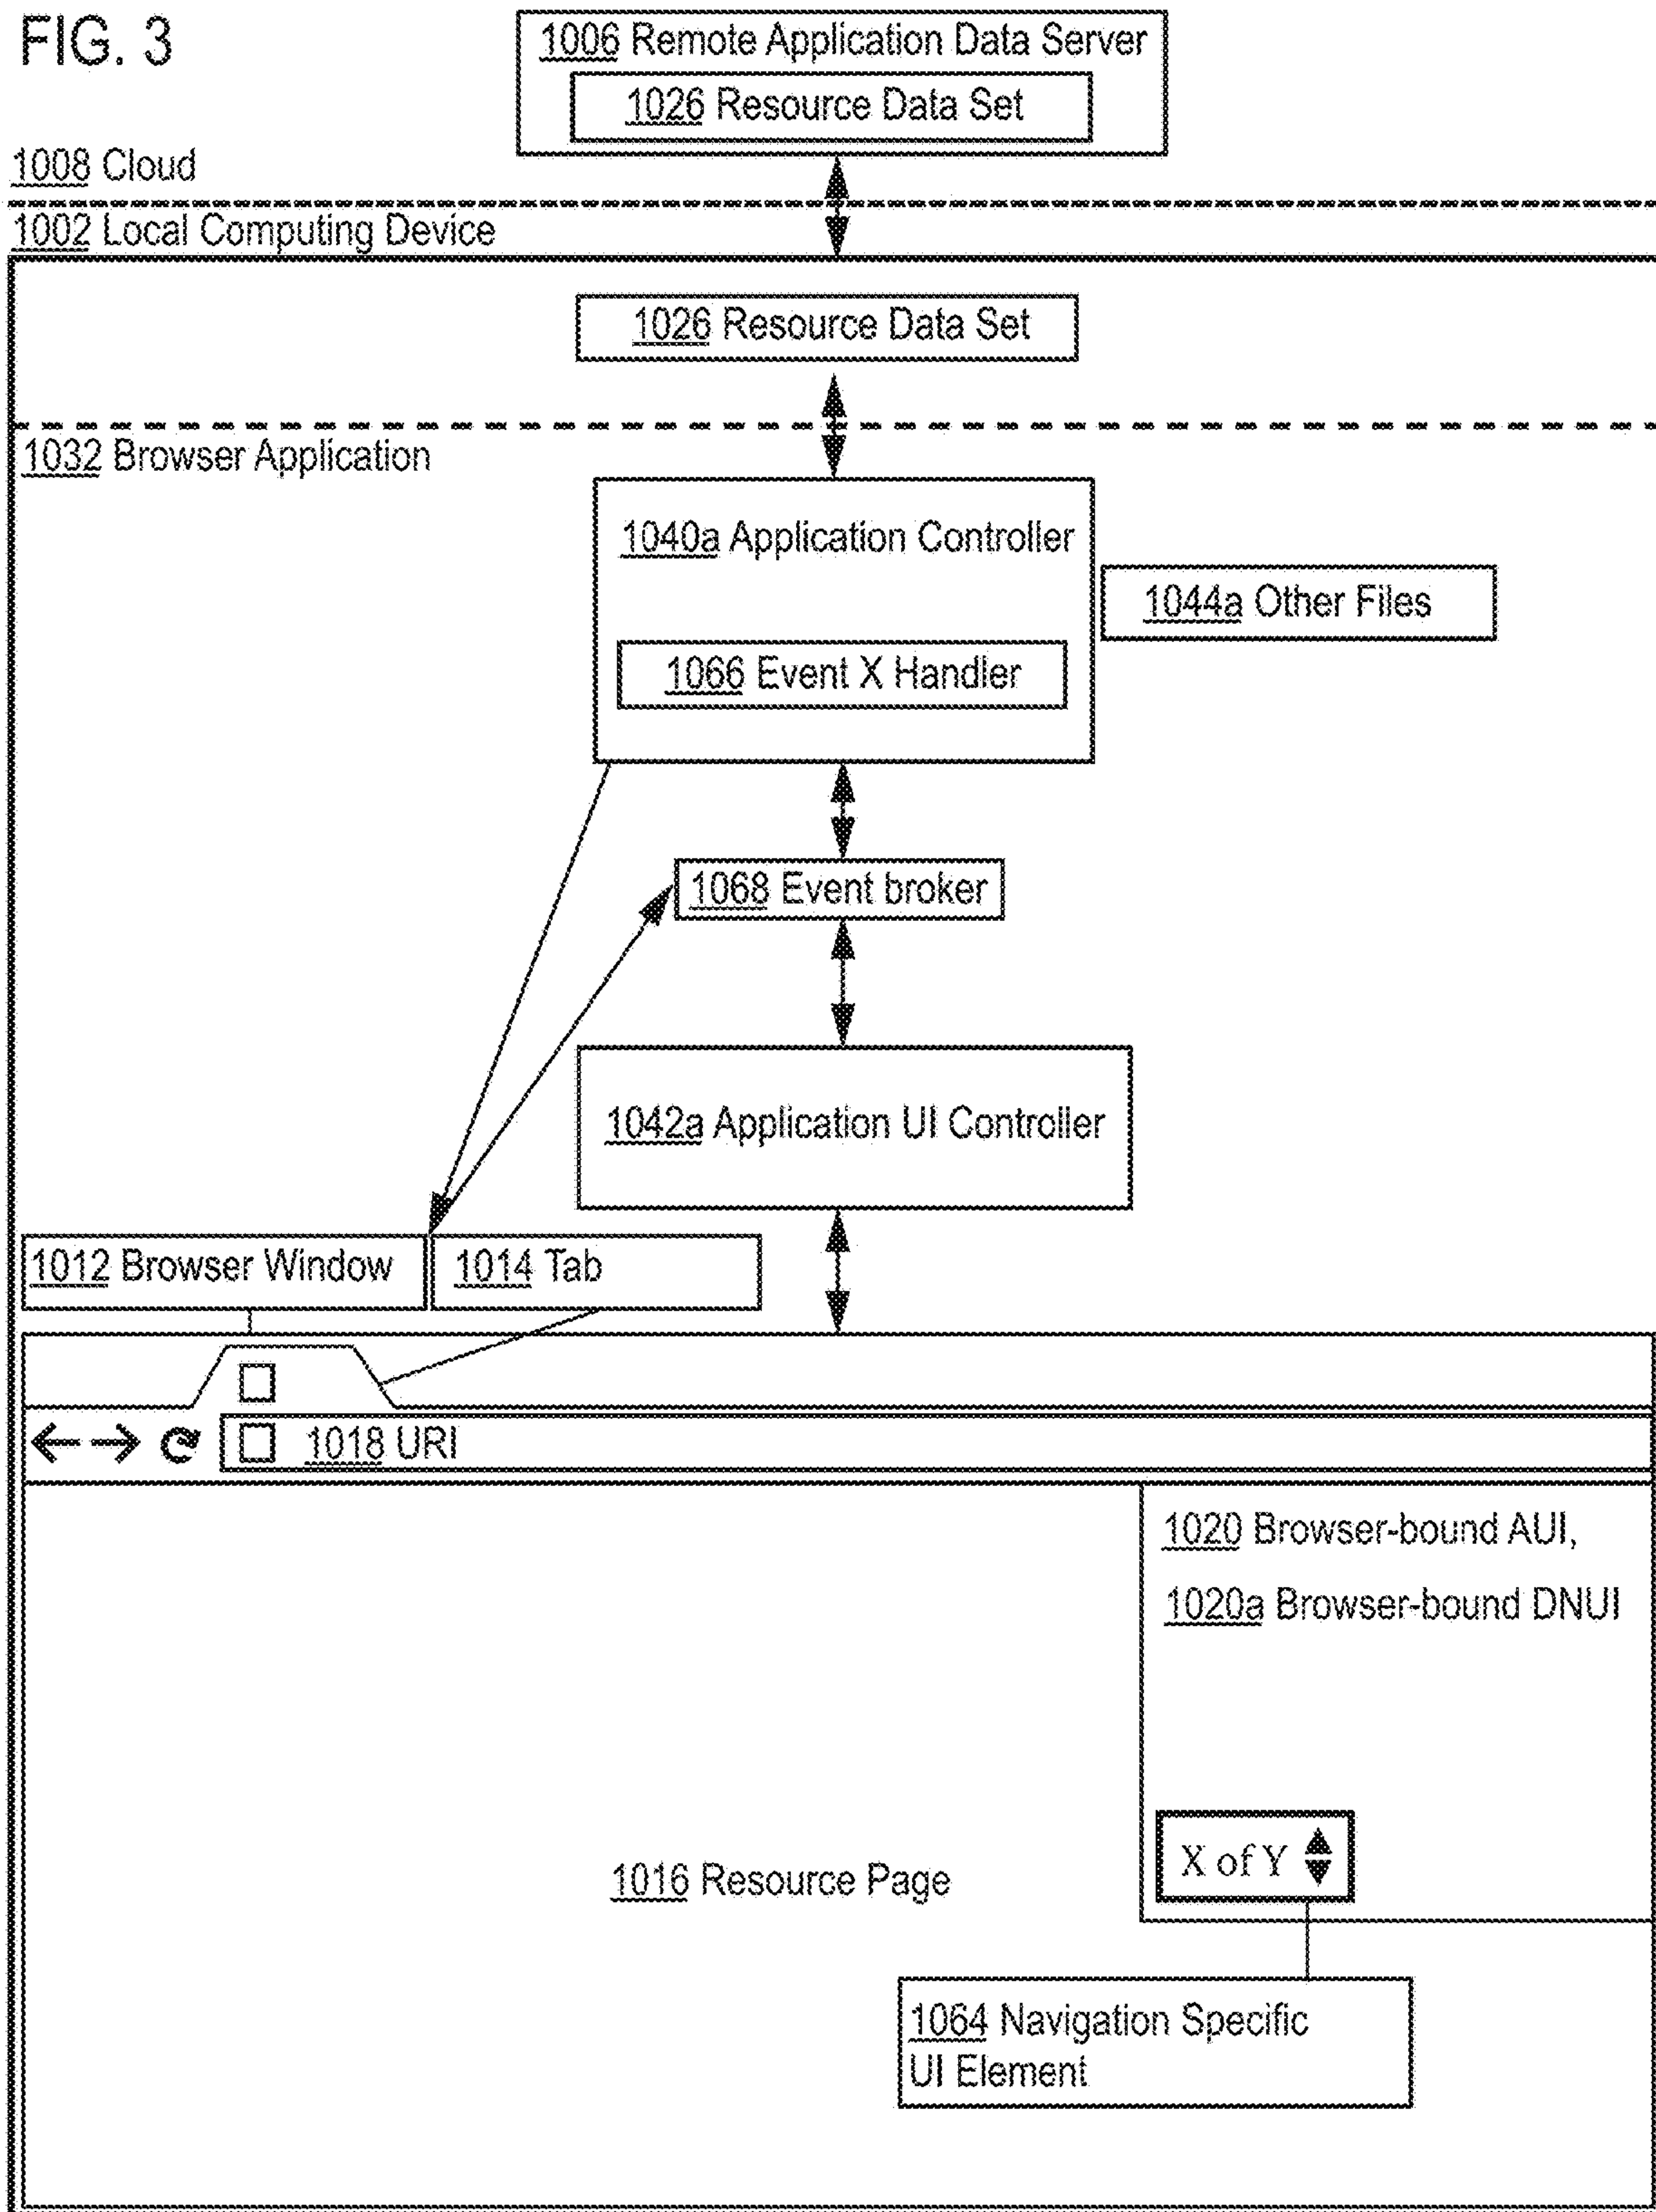 FIG. 3
1006 Remote Application Data Server
1026 Resource Data Set
1008 Cloud
1002 Local Computing Device
1026 Resource Data Set
1032 Browser Application
1040a Application Controller
1044a Other Files
1066 Event X Handler
1068 Event broker
1042a Application UI Controller
1012 Browser Window
1014 Tab
1018 URI
1020 Browser-bound AUI,
1020a Browser-bound DNUI
X of Y
1016 Resource Page
1064 Navigation Specific
UI Element